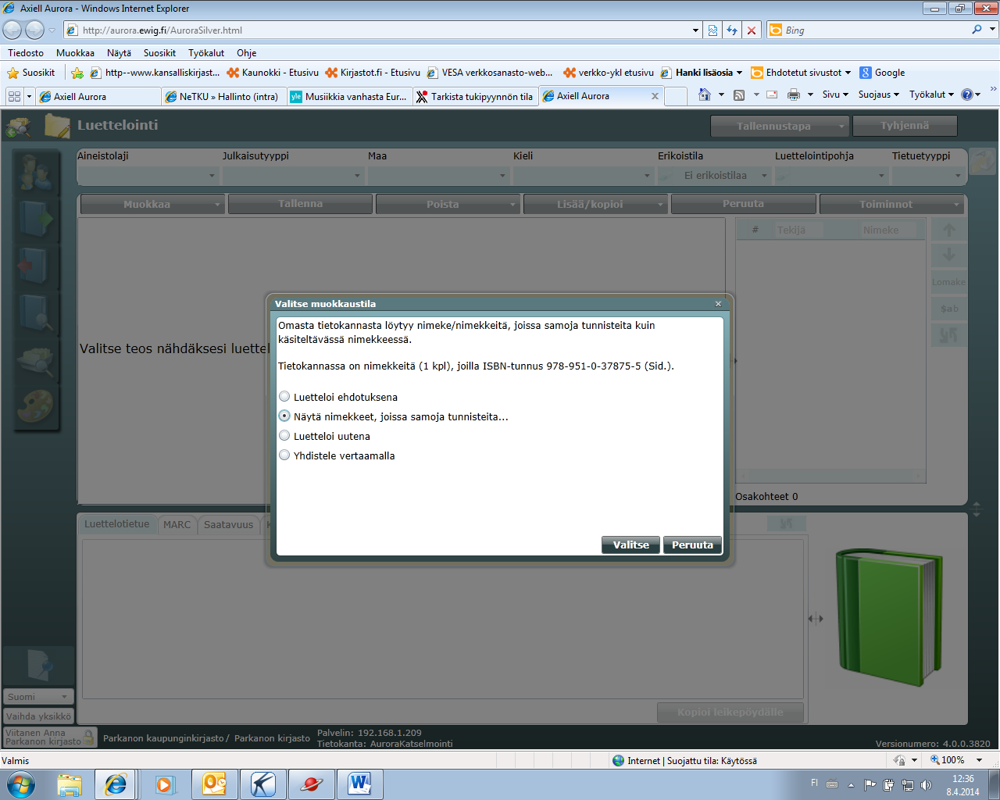 Axiell Aurora - Windows Internet Explorer
http://aurora.ewig.fi/AuroraSilver.html
Bing
Tiedosto Muokkaa Näytä Suosikit Työkalut Ohje
Suosikit http--www.kansalliskirjast... Kaunokki - Etusivu Kirjastot.fi - Etusivu VESA verkkosanasto-web... verkko-ykl etusivu Hanki lisäosia Ehdotetut sivustot Google
Axiell Aurora NeTKU » Hallinto (intra) Musiikkia vanhasta Eur... Tarkista tukipyynnön tila Axiell Aurora Sivu Suojaus Työkalut
Luettelointi Tallennustapa Tyhjennä
Aineistolaji Julkaisutyyppi Maa Kieli Erikoistila Luettelointipohja Tietuetyyppi
Ei erikoistilaa
Muokkaa Tallenna Poista Lisää/kopioi Peruuta Toiminnot
# Tekijä Nimeke
Lomake
Sab
Valitse teos nähdäksesi luettel
Valitse muokkaustila
Omasta tietokannasta löytyy nimeke/nimekkeitä, joissa samoja tunnisteita kuin
käsiteltävässä nimekkeessä.
Tietokannassa on nimekkeitä (1 kpl), joilla ISBN-tunnus 978-951-0-37875-5 (Sid.).
Luetteloi ehdotuksena
Näytä nimekkeet, joissa samoja tunnisteita...
Luetteloi uutena
Yhdistele vertaamalla
Valitse Peruuta
Osakohteet 0
Luettelotietue MARC Saatavuus
Kopioi leikepöydälle
Suomi
Vaihda yksikkö
Viitanen Anna
Parkanon kirjasto
Parkanon kaupunginkirjasto/ Parkanon kirjasto
Palvelin: 192.168.1.209
Tietokanta: AuroraKatselmointi
Versionumero: 4.0.0.3820
Valmis Internet | Suojattu tila: Käytössä 100%
FI 12:36
8.4.2014